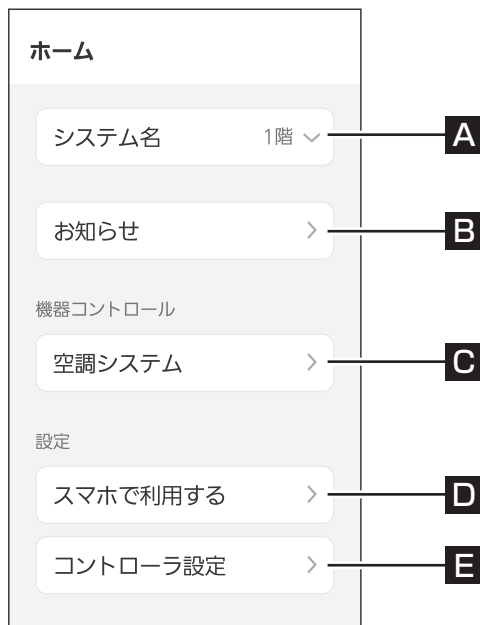 ホーム
システム名 1階 A
お知らせ B
機器コントロール
空調システム C
設定
スマホで利用する D
コントローラ設定 E